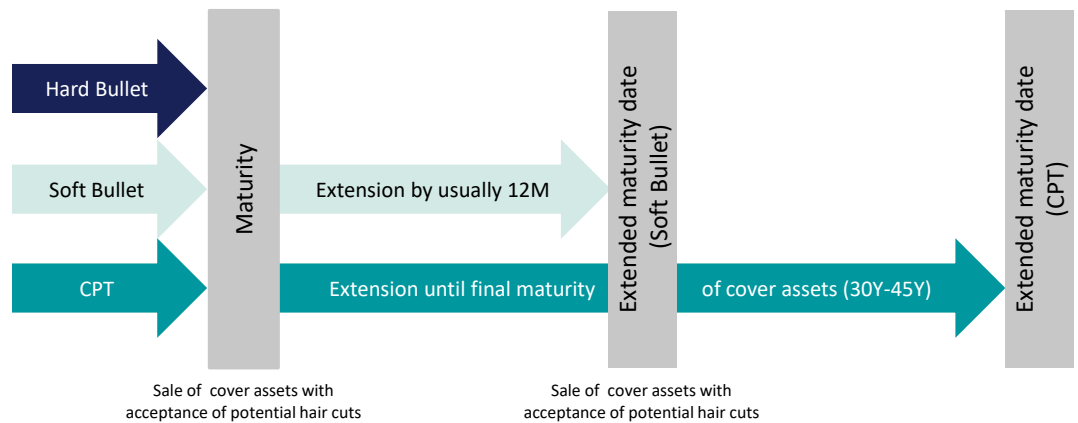 Hard Bullet
Soft Bullet
CPT
Maturity
Extension by usually 12M
Extension until final maturity
Extended maturity date
(Soft Bullet)
of cover assets (30Y-45Y)
Extended maturity date
(CPT)
Sale of cover assets with
acceptance of potential hair cuts
Sale of cover assets with
acceptance of potential hair cuts